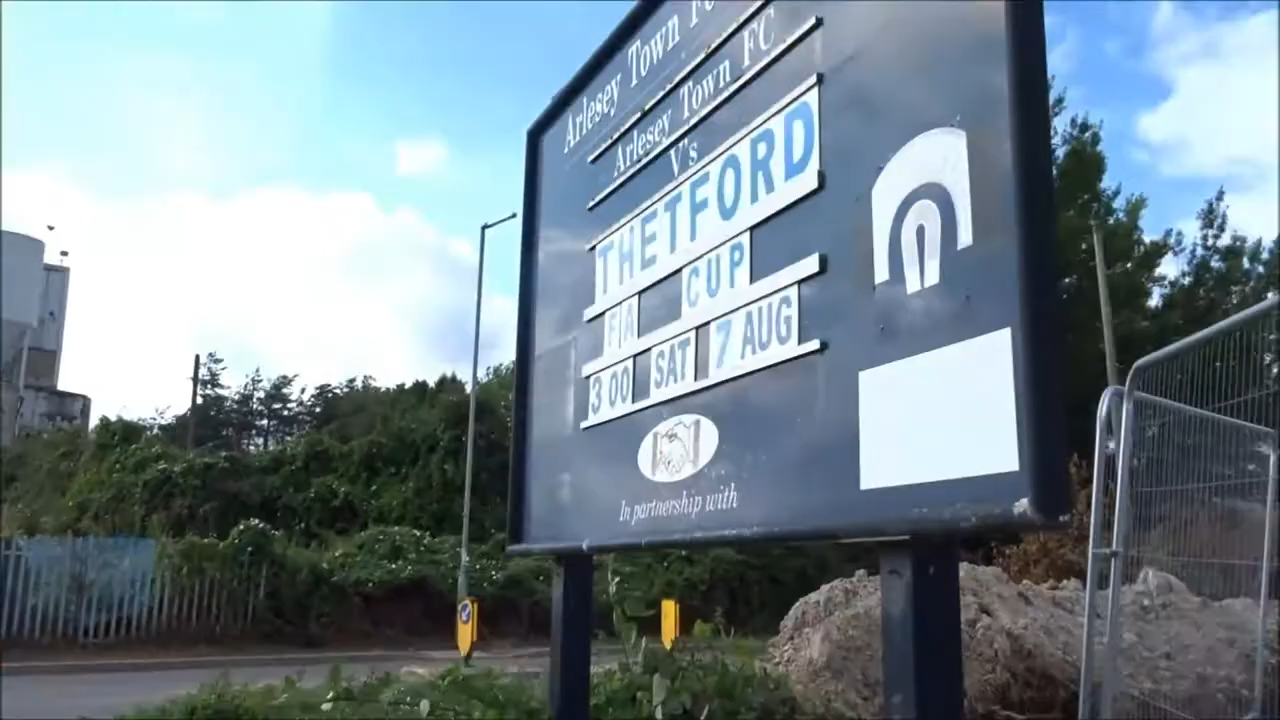 Arlesey Town
Arlesey Town FC
V's
THETFORD
FA CUP
3 00 SAT 7 AUG
In partnership with